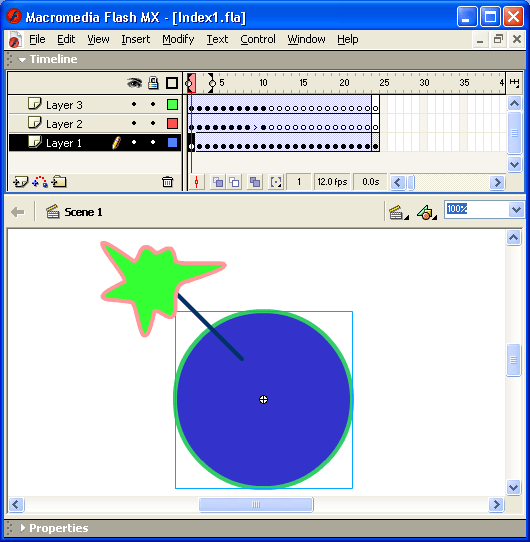 Macromedia Flash MX - [Index1.fla]
File Edit View Insert Modify Text Control Window Help
Timeline
5 10 15 20 25 30 35 4
Layer 3
Layer 2
Layer 1
1 12.0 fps 0.0s
Scene 1 100%
Properties